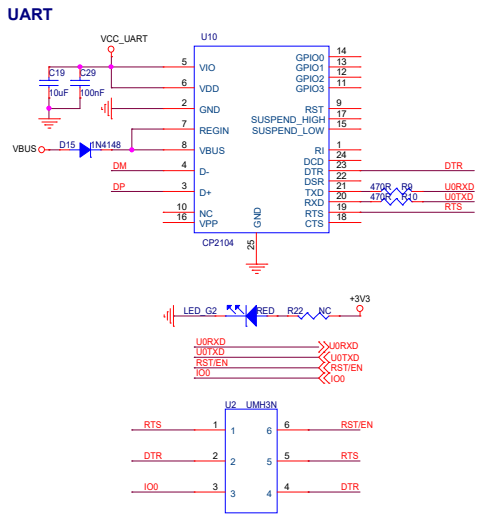 UART
VCC_UART
U10
C19
C29
10uF
100nF
5 VIO
6 VDD
2 GND
7 REGIN
8 VBUS
4 D-
3 D+
10 NC
16 VPP
GPIO0 14
GPIO1 13
GPIO2 12
GPIO3 11
RST 9
SUSPEND_HIGH 17
SUSPEND_LOW 15
RI 1
DCD 24
DTR 23 DTR
DSR 22
TXD 21 470R R9 U0RXD
RXD 20 470R R10 U0TXD
RTS 19 RTS
CTS 18
VBUS D15 1N4148
DM
DP
GND
25
CP2104
+3V3
LED_G2 RED R22 NC
U0RXD U0RXD
U0TXD U0TXD
RST/EN RST/EN
IO0 IO0
U2 UMH3N
RTS 1 1 6 6 RST/EN
DTR 2 2 5 5 RTS
IO0 3 3 4 4 DTR